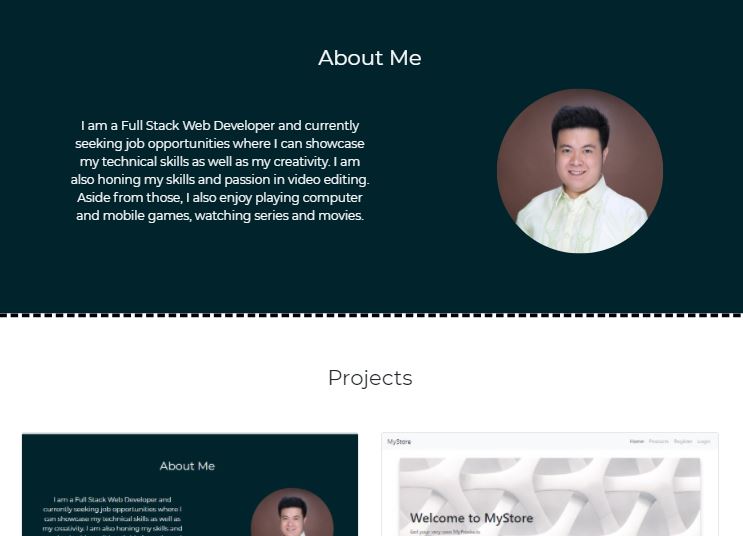 About Me
I am a Full Stack Web Developer and currently
seeking job opportunities where I can showcase
my technical skills as well as my creativity. I am
also honing my skills and passion in video editing.
Aside from those, I also enjoy playing computer
and mobile games, watching series and movies.
Projects
About Me
I am a Full Stack Web Developer and
currently seeking job opportunities where I
can showcase my technical skills as well as
my creativity. I am also honing my skills and
MyStore
Home Products Register Login
Welcome to MyStore
Get your very own